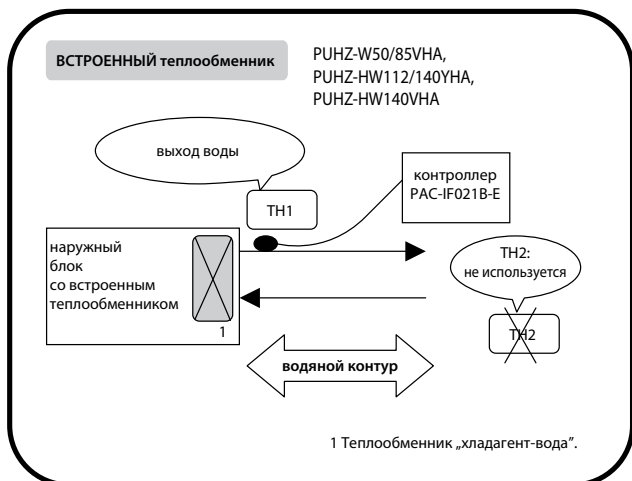 ВСТРОЕННЫЙ теплообменник
PUHZ-W50/85VHA,
PUHZ-HW112/140YHA,
PUHZ-HW140VHA
выход воды
контроллер
PAC-IF021B-E
TH1
наружный
блок
со встроенным
теплообменником
1
TH2:
не используется
TH2
водяной контур
1 Теплообменник „хладагент-вода”.